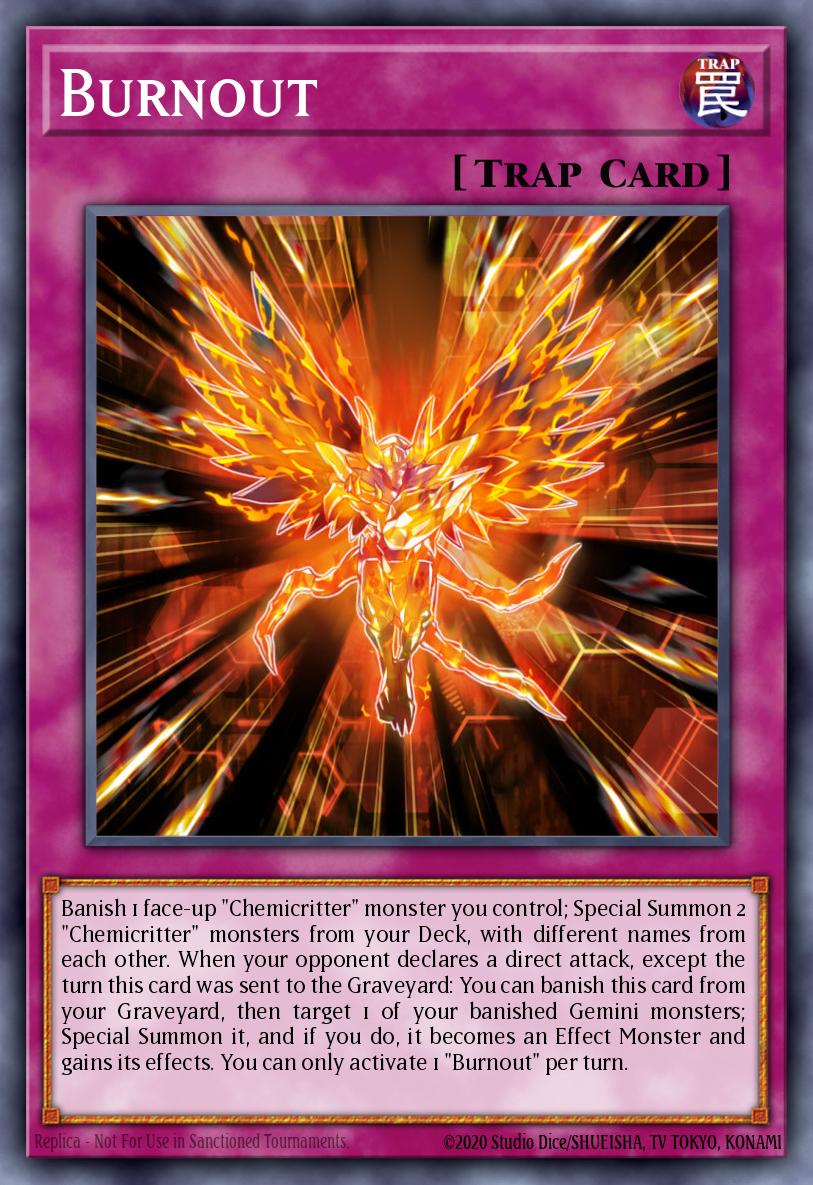 Burnout
TRAP
罠
[Trap Card]
Banish 1 face-up "Chemicritter" monster you control; Special Summon 2
"Chemicritter" monsters from your Deck, with different names from
each other. When your opponent declares a direct attack, except the
turn this card was sent to the Graveyard: You can banish this card from
your Graveyard, then target 1 of your banished Gemini monsters;
Special Summon it, and if you do, it becomes an Effect Monster and
gains its effects. You can only activate 1 "Burnout" per turn.
Replica - Not For Use in Sanctioned Tournaments. ©2020 Studio Dice/SHUEISHA, TV TOKYO, KONAMI